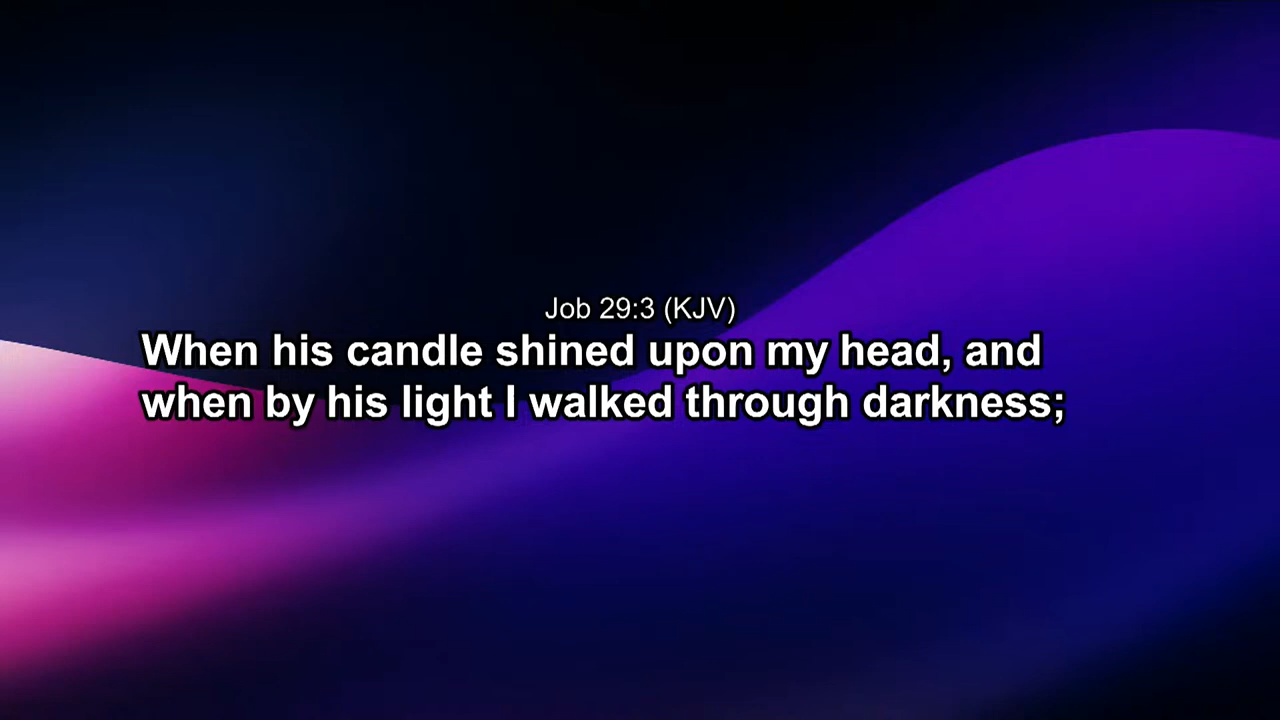 Job 29:3 (KJV)
When his candle shined upon my head, and
when by his light I walked through darkness;